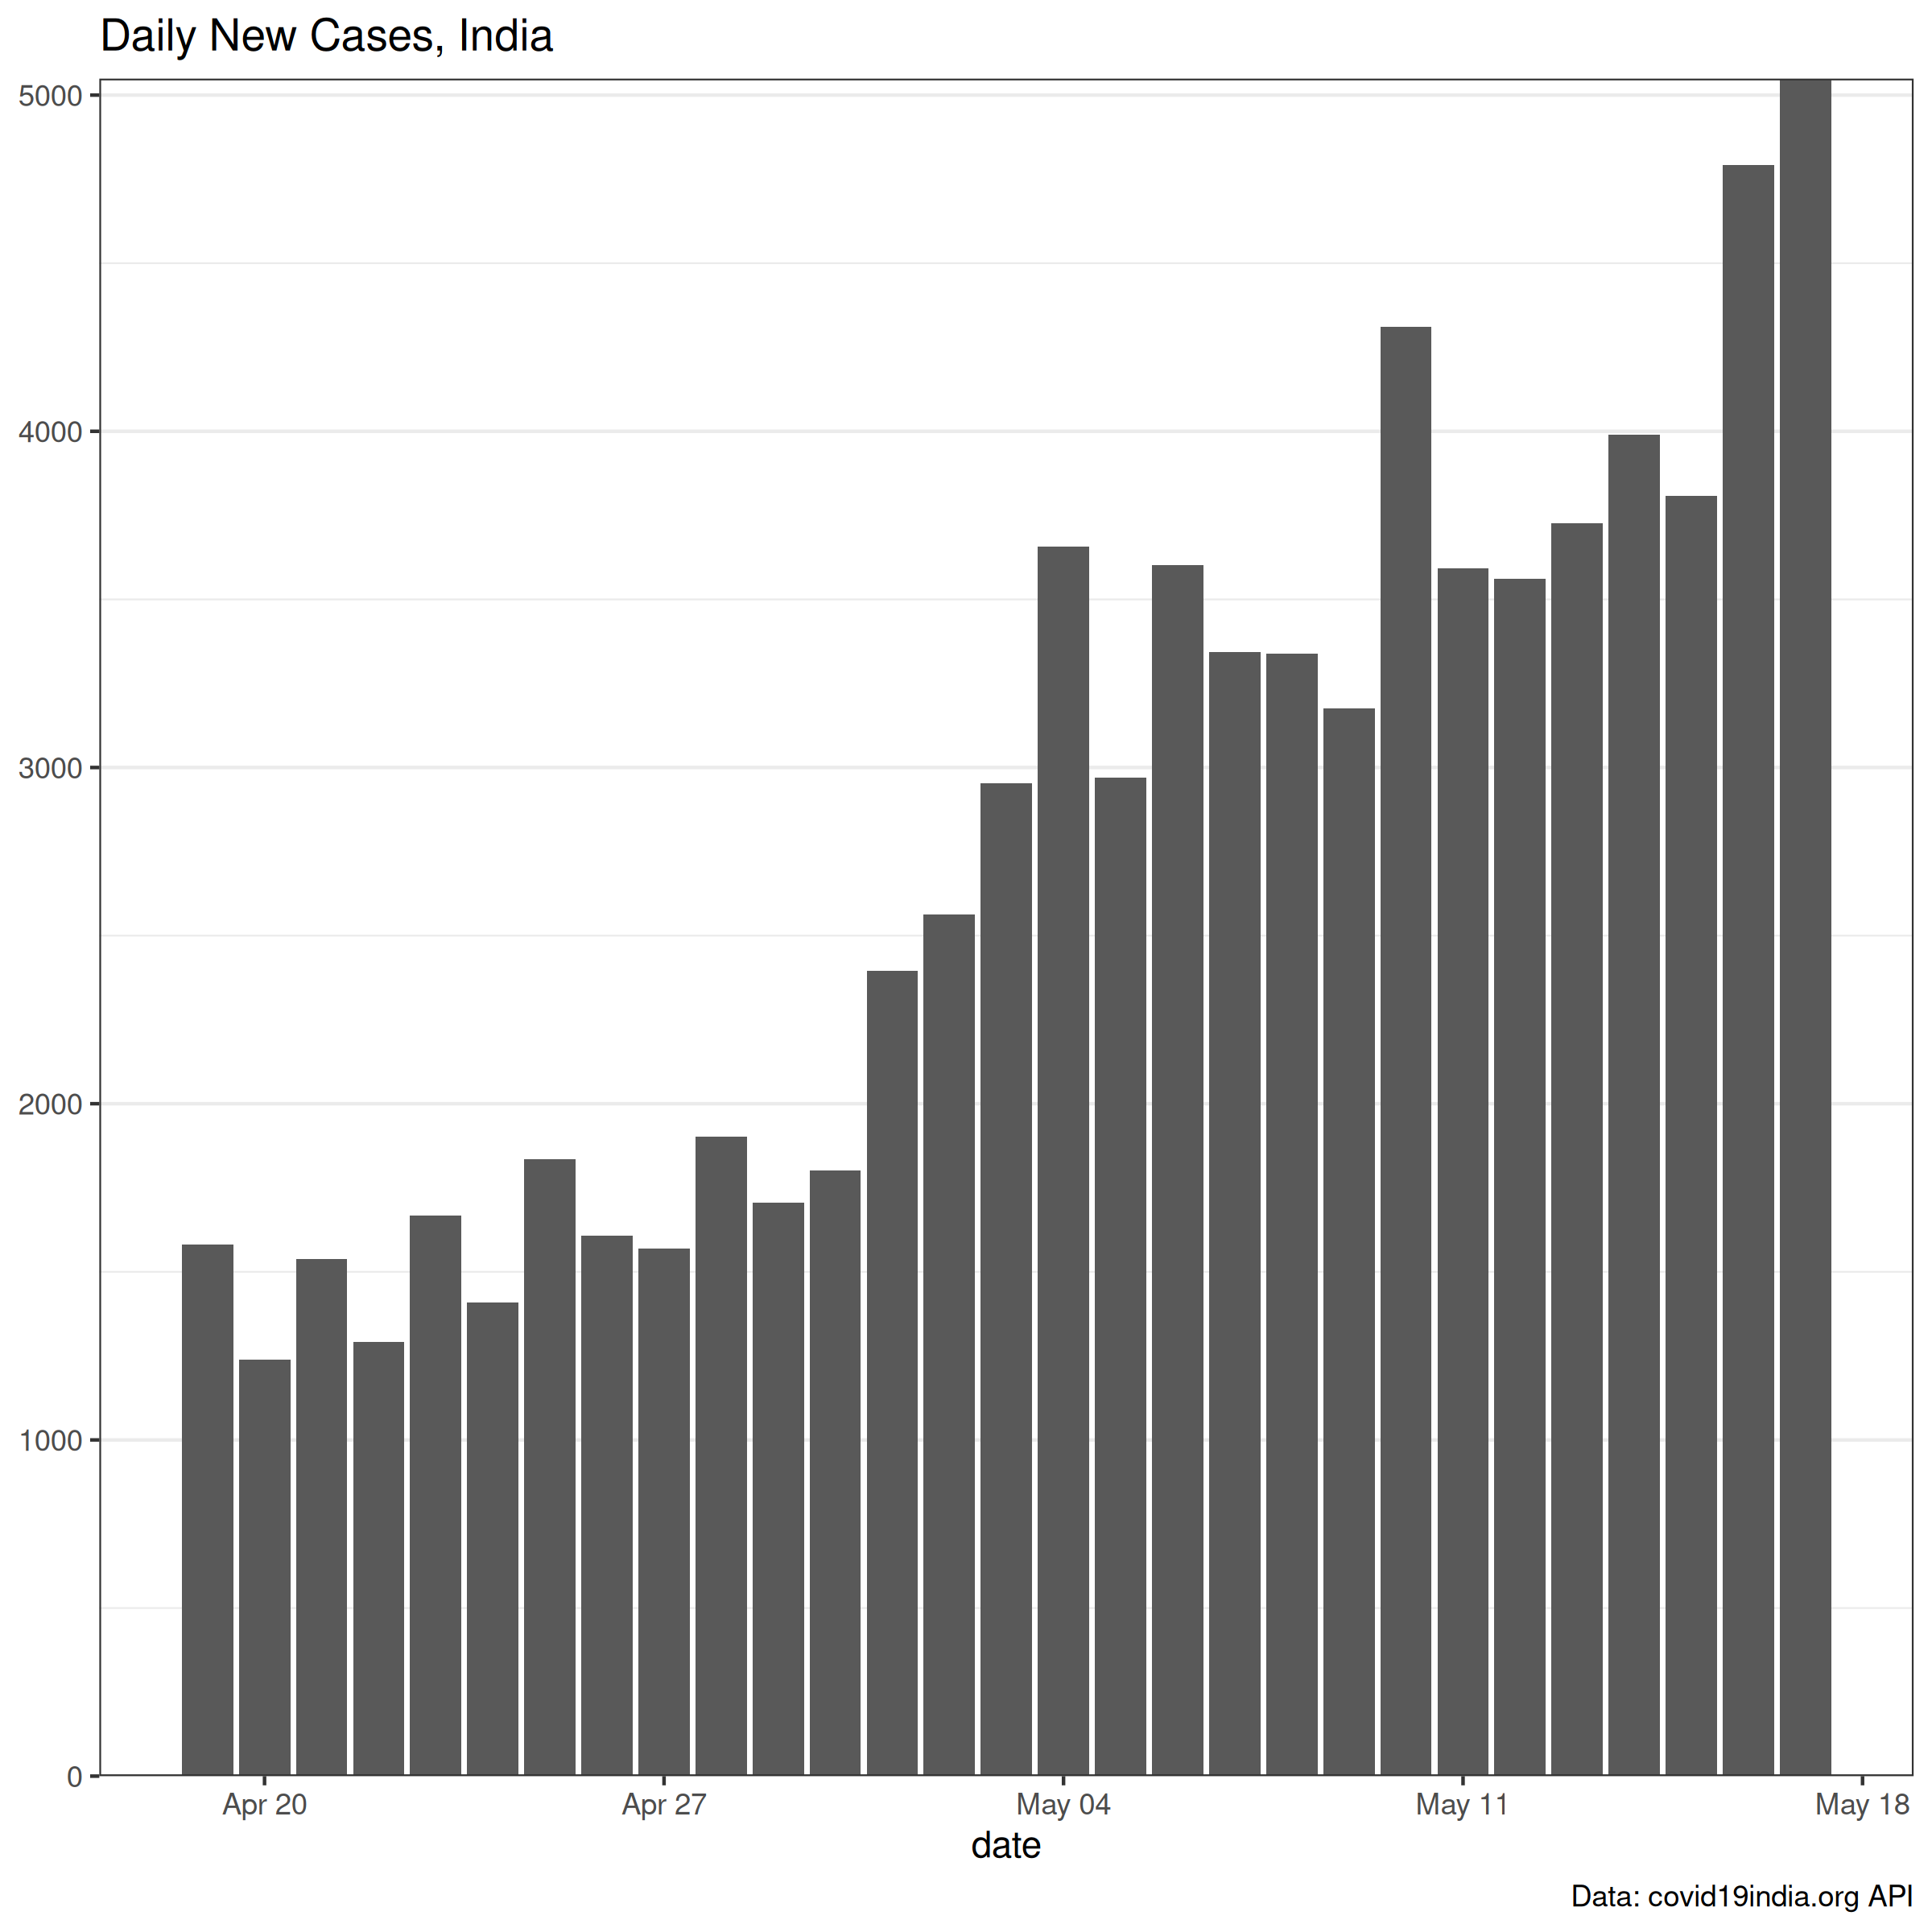 Daily New Cases, India
5000
4000
3000
2000
1000
0
Apr 20 Apr 27 May 04 May 11 May 18
date
Data: covid19india.org API